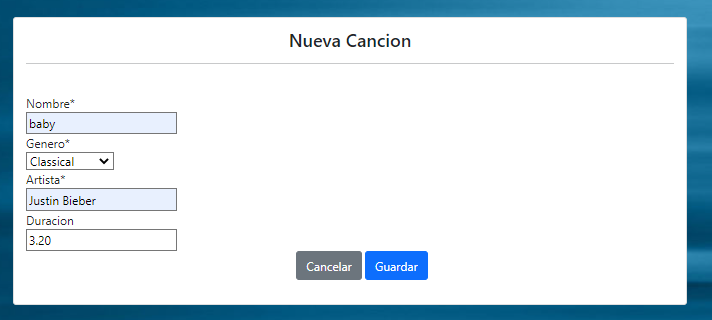 Nueva Cancion
Nombre*
baby
Genero*
Classical
Artista*
Justin Bieber
Duracion
3.20
Cancelar Guardar